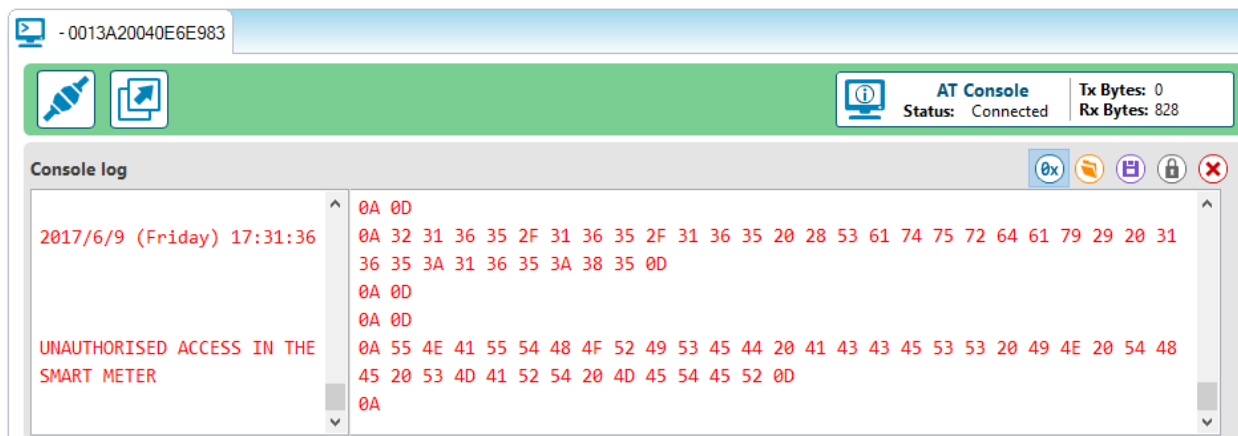 - 0013A20040E6E983
AT Console
Status: Connected
Tx Bytes: 0
Rx Bytes: 828
Console log
0x
2017/6/9 (Friday) 17:31:36
UNAUTHORISED ACCESS IN THE
SMART METER
0A 0D
0A 32 31 36 35 2F 31 36 35 2F 31 36 35 20 28 53 61 74 75 72 64 61 79 29 20 31
36 35 3A 31 36 35 3A 38 35 0D
0A 0D
0A 0D
0A 55 4E 41 55 54 48 4F 52 49 53 45 44 20 41 43 43 45 53 53 20 49 4E 20 54 48
45 20 53 4D 41 52 54 20 4D 45 54 45 52 0D
0A